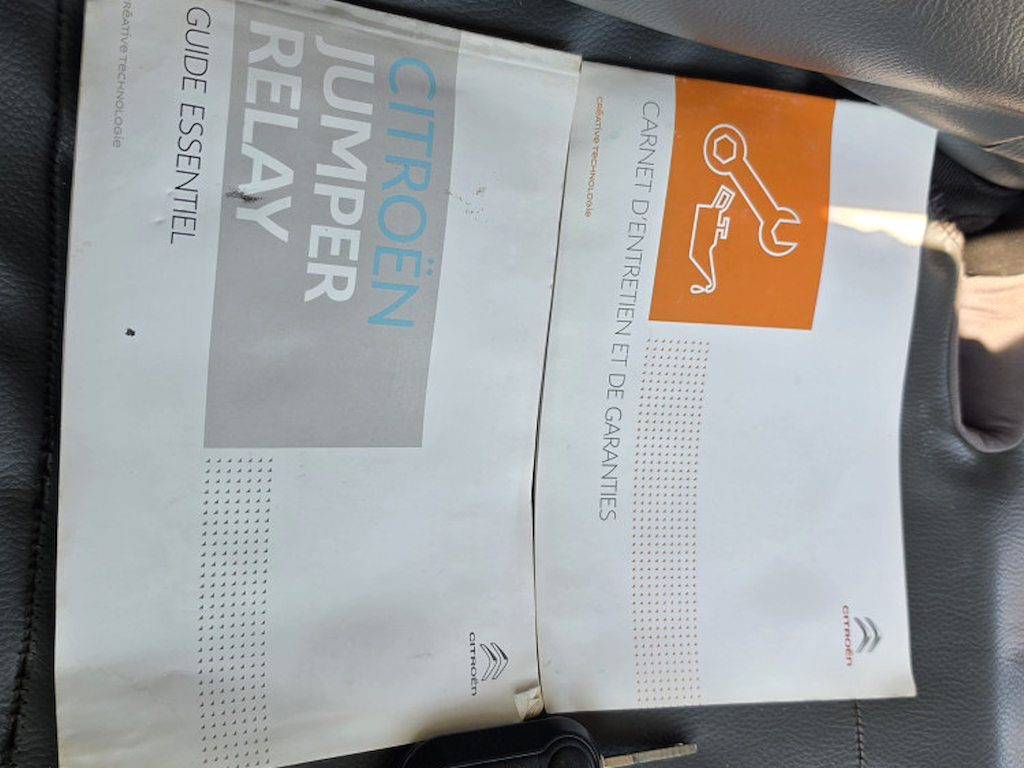 CITROËN
JUMPER
RELAY
GUIDE ESSENTIEL
CRÉATIVE TECHNOLOGIE
CITROËN
CARNET D'ENTRETIEN ET DE GARANTIES
CRÉATIVE TECHNOLOGIE
CITROËN